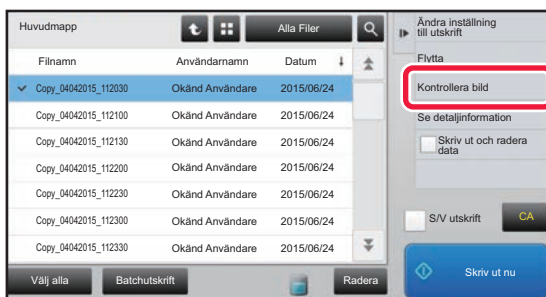 Huvudmapp
Alla Filer
Filnamn Användarnamn Datum
Copy_04042015_112030 Okänd Användare 2015/06/24
Copy_04042015_112100 Okänd Användare 2015/06/24
Copy_04042015_112130 Okänd Användare 2015/06/24
Copy_04042015_112200 Okänd Användare 2015/06/24
Copy_04042015_112230 Okänd Användare 2015/06/24
Copy_04042015_112300 Okänd Användare 2015/06/24
Copy_04042015_112330 Okänd Användare 2015/06/24
Välj alla Batchutskrift Radera
Ändra inställning
till utskrift
Flytta
Kontrollera bild
Se detaljinformation
Skriv ut och radera
data
S/V utskrift CA
Skriv ut nu